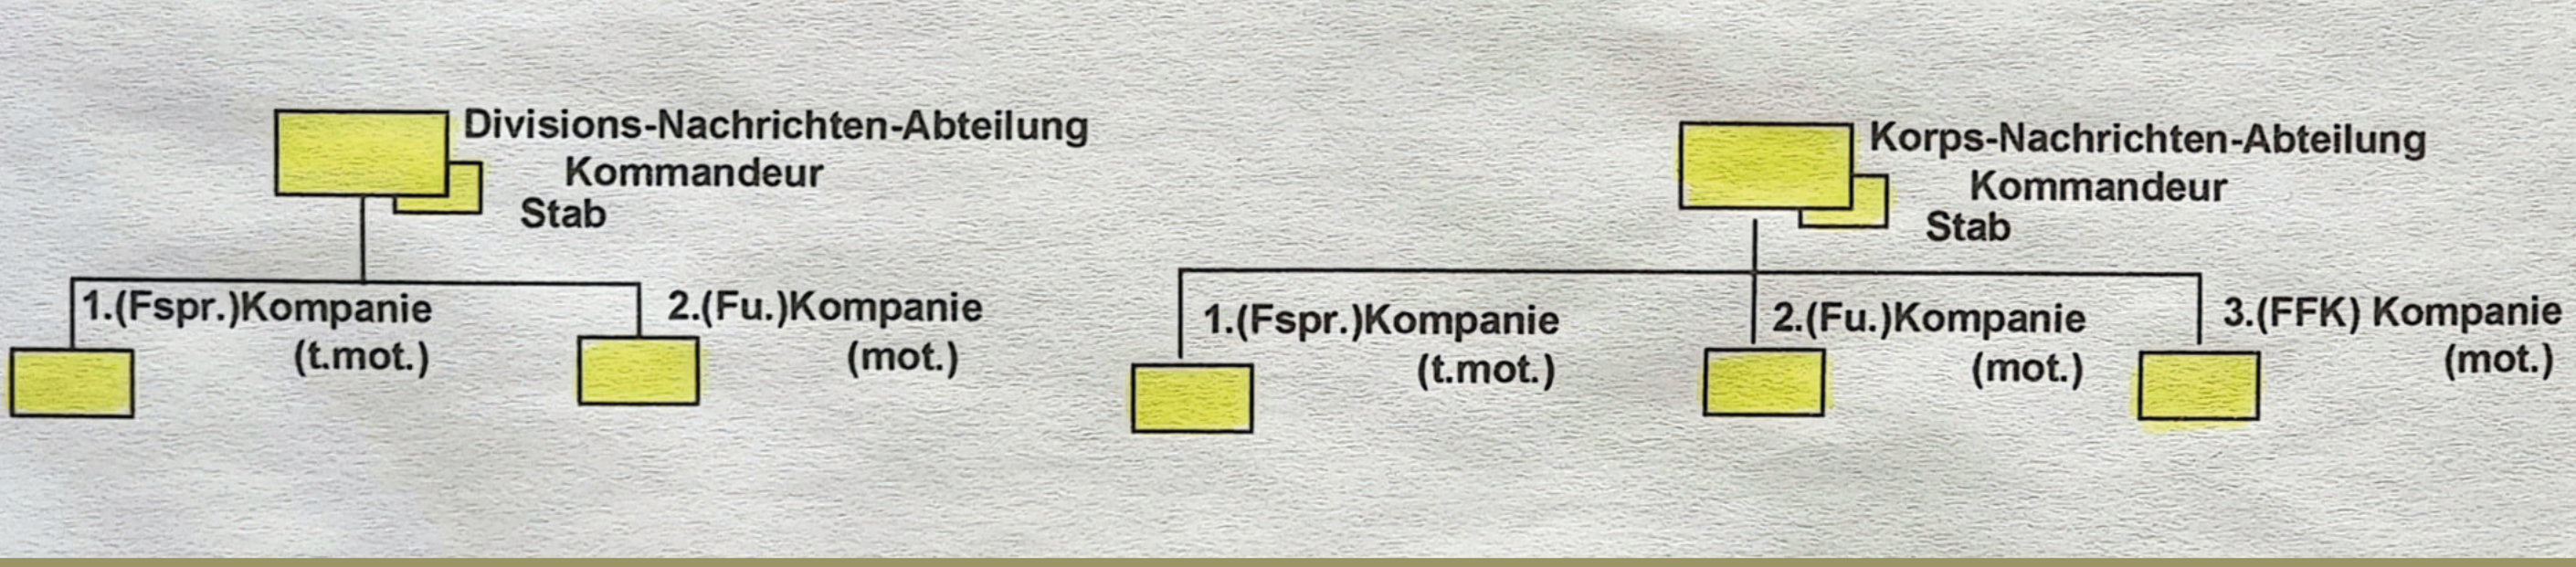 Divisions-Nachrichten-Abteilung
Kommandeur
Stab
1.(Fspr.)Kompanie
(t.mot.)
2.(Fu.)Kompanie
(mot.)
Korps-Nachrichten-Abteilung
Kommandeur
Stab
1.(Fspr.)Kompanie
(t.mot.)
2.(Fu.)Kompanie
(mot.)
3.(FFK) Kompanie
(mot.)